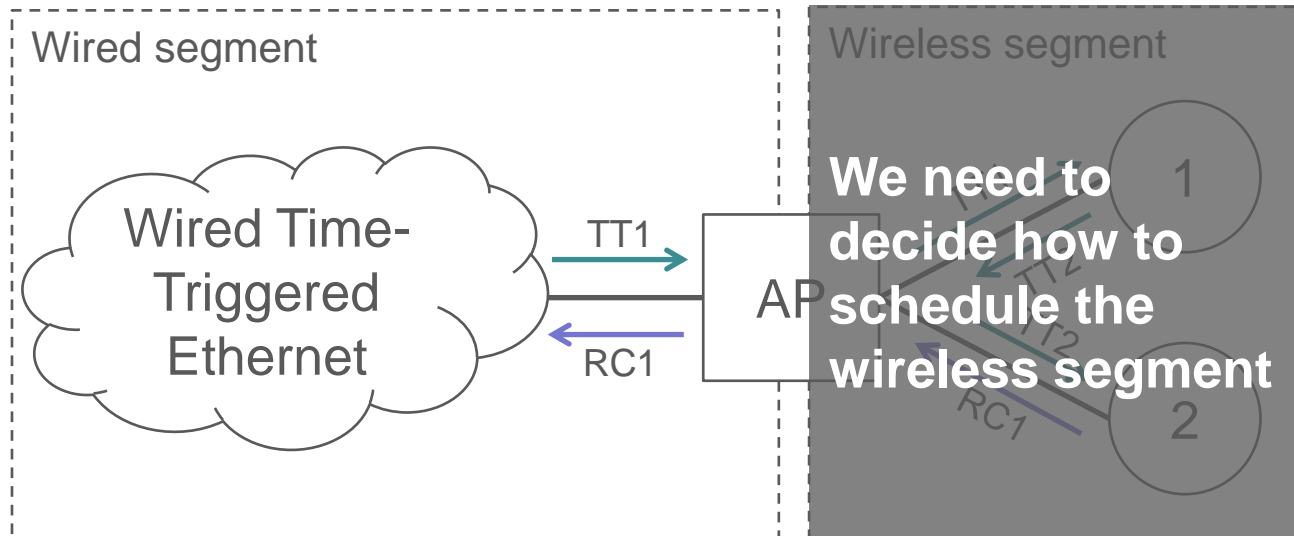 Wired segment
Wireless segment
Wired Time-
Triggered
Ethernet
TT1
RC1
AP
TT2
TT2
RC1
1
2
We need to
decide how to
schedule the
wireless segment